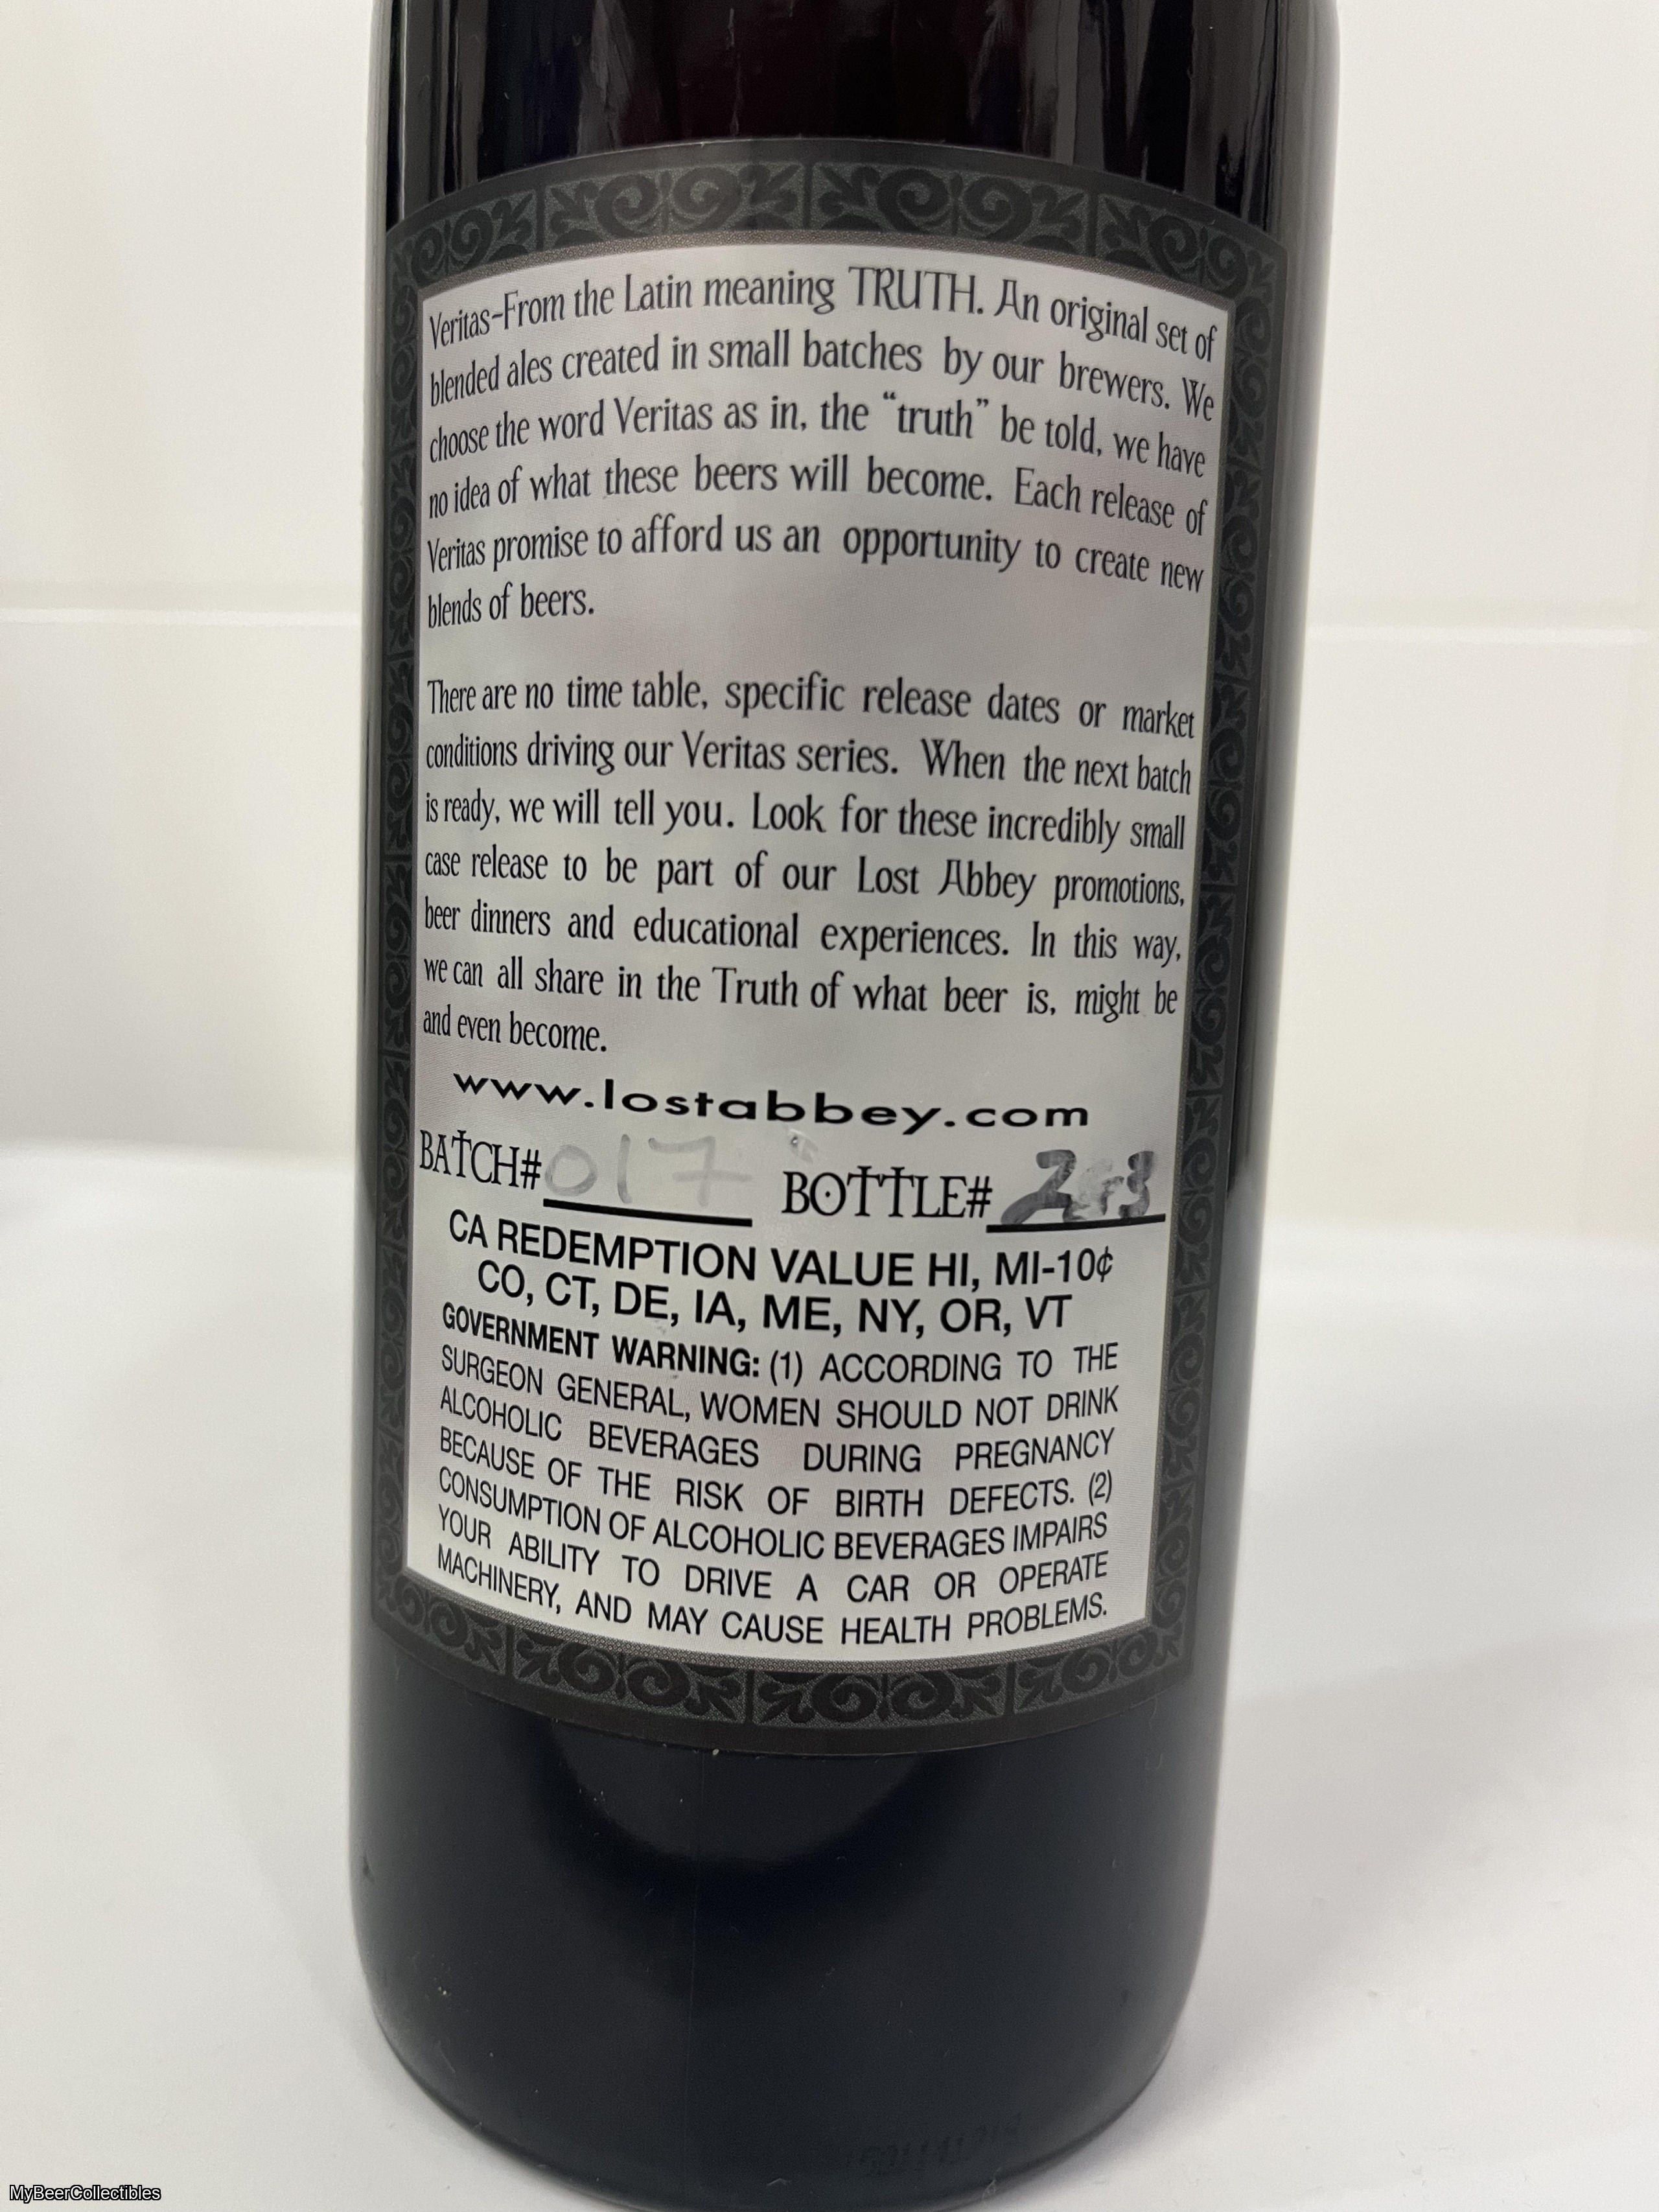 Veritas-From the Latin meaning TRUTH. An original set of
blended ales created in small batches by our brewers. We
choose the word Veritas as in, the “truth” be told, we have
no idea of what these beers will become. Each release of
Veritas promise to afford us an opportunity to create new
blends of beers.
There are no time table, specific release dates or market
conditions driving our Veritas series. When the next batch
is ready, we will tell you. Look for these incredibly small
case release to be part of our Lost Abbey promotions,
beer dinners and educational experiences. In this way,
we can all share in the Truth of what beer is, might be
and even become.
www.lostabbey.com
BATCH# 017 BOTTLE#
CA REDEMPTION VALUE HI, MI-10¢
CO, CT, DE, IA, ME, NY, OR, VT
GOVERNMENT WARNING: (1) ACCORDING TO THE
SURGEON GENERAL, WOMEN SHOULD NOT DRINK
ALCOHOLIC BEVERAGES DURING PREGNANCY
BECAUSE OF THE RISK OF BIRTH DEFECTS. (2)
CONSUMPTION OF ALCOHOLIC BEVERAGES IMPAIRS
YOUR ABILITY TO DRIVE A CAR OR OPERATE
MACHINERY, AND MAY CAUSE HEALTH PROBLEMS.
MyBeerCollectibles